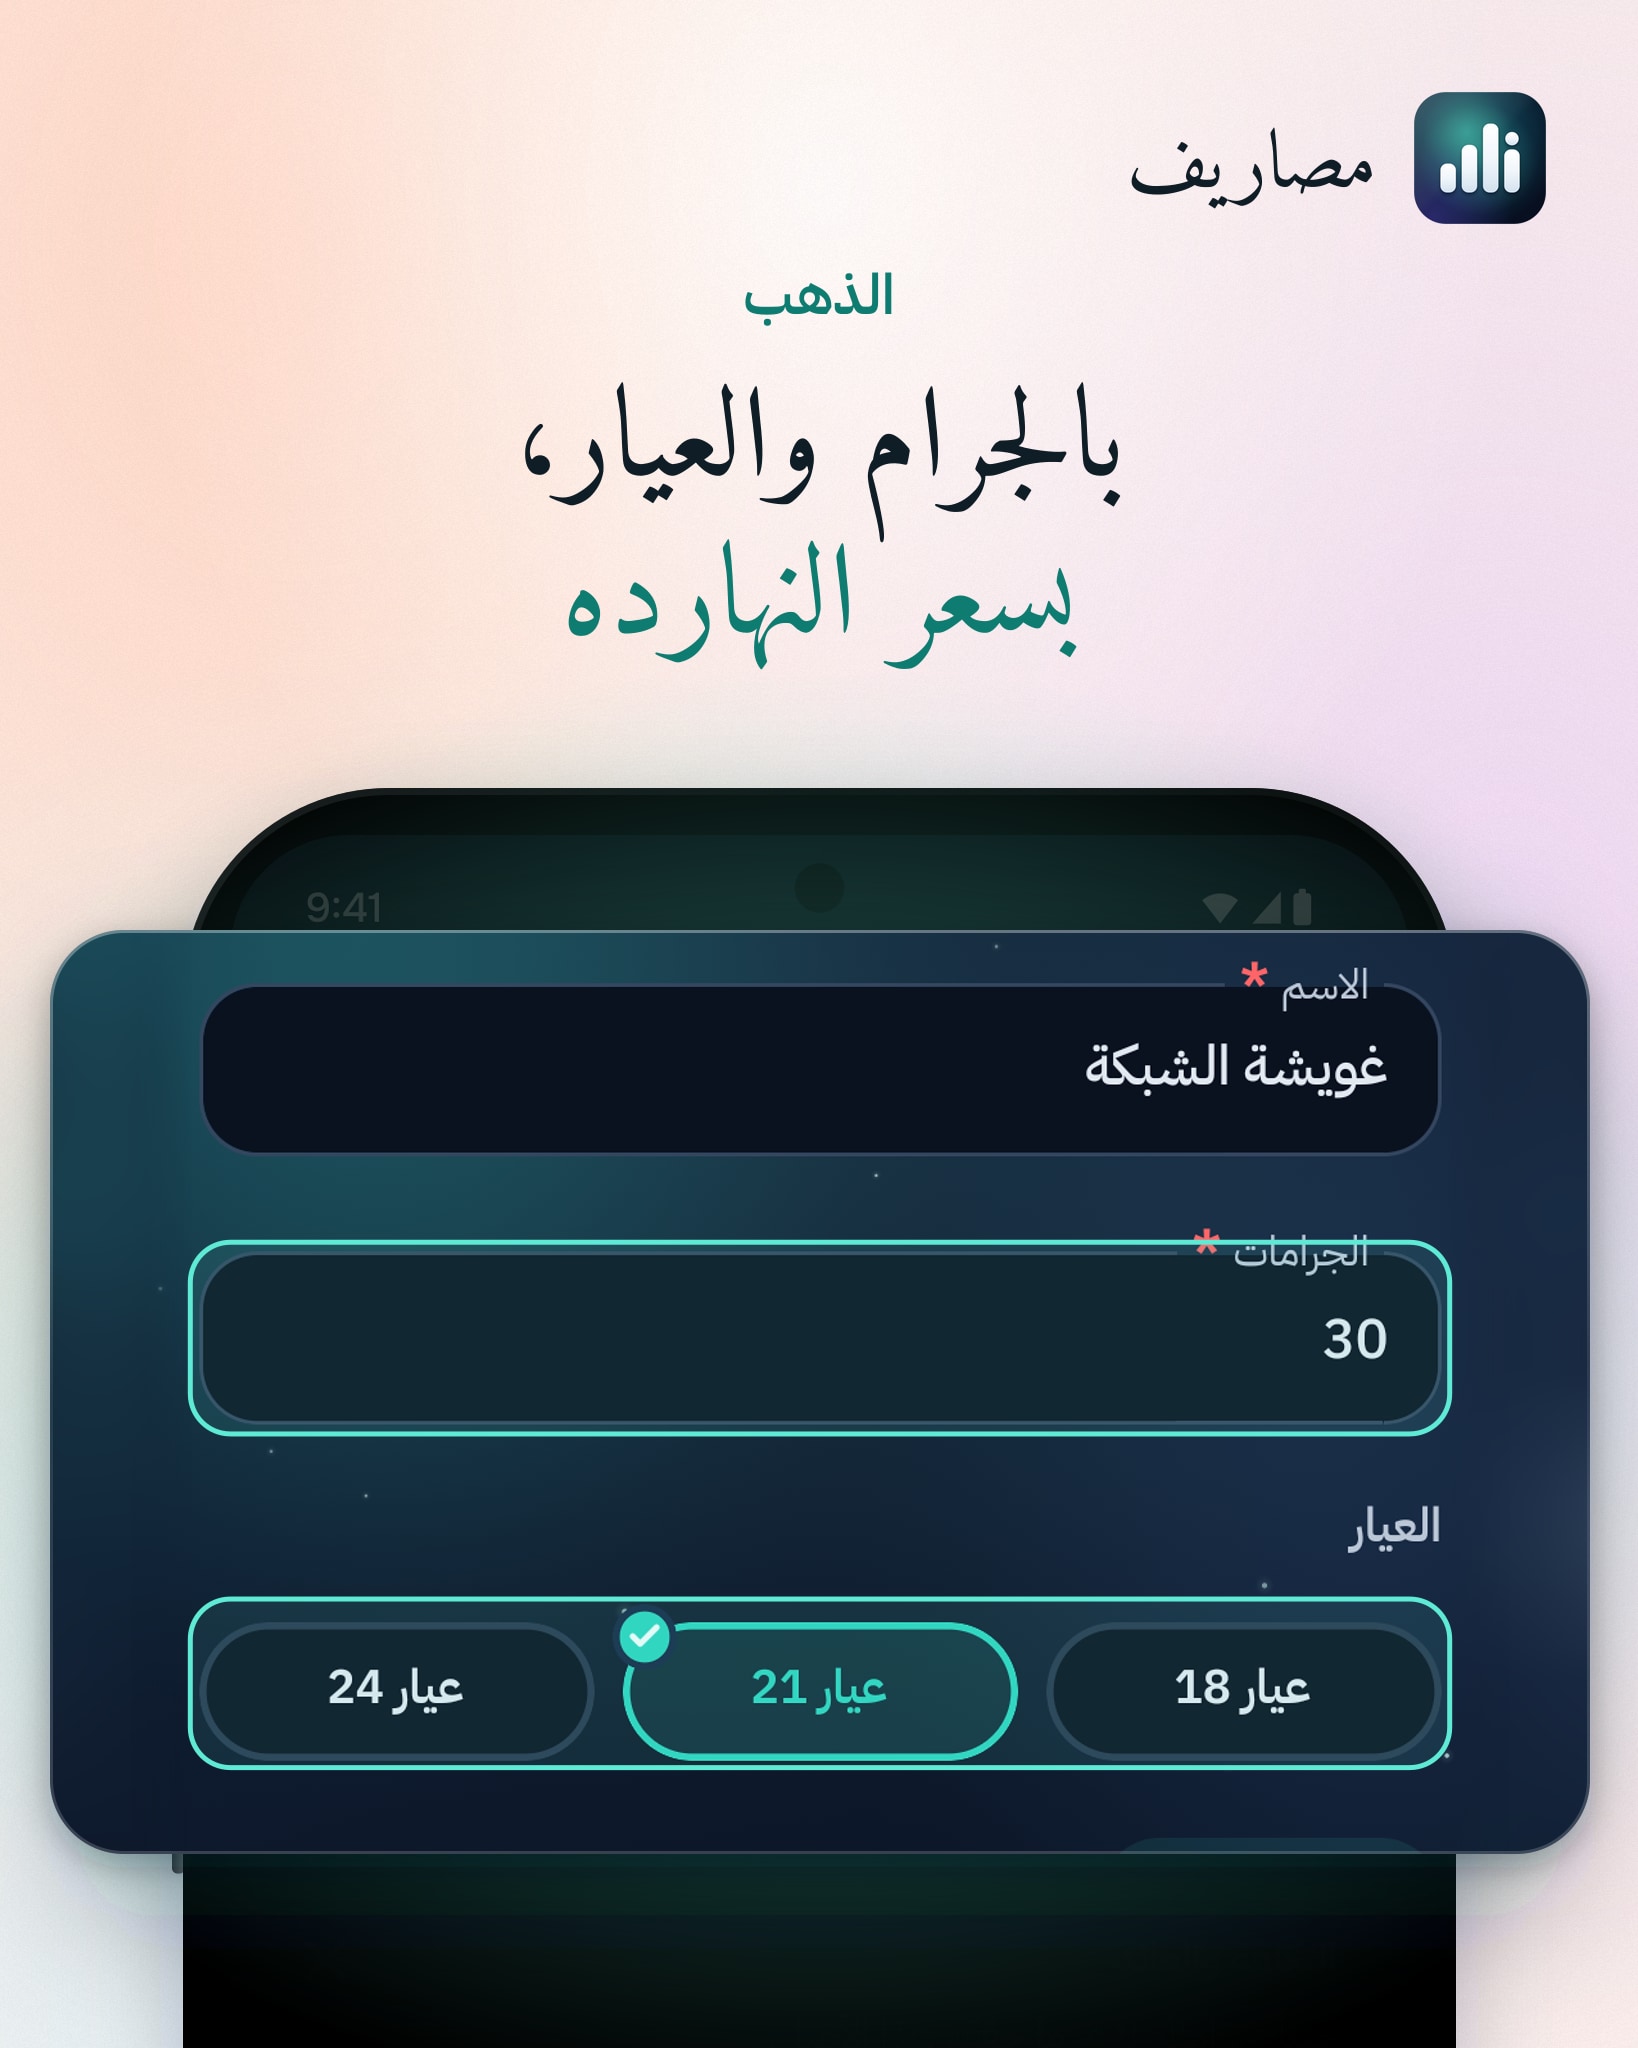 مصاريف
الذهب
بالجرام والعيار،
بسعر النهارده
9:41
الاسم *
غويشة الشبكة
الجرامات *
30
العيار
عيار 18
عيار 21
عيار 24